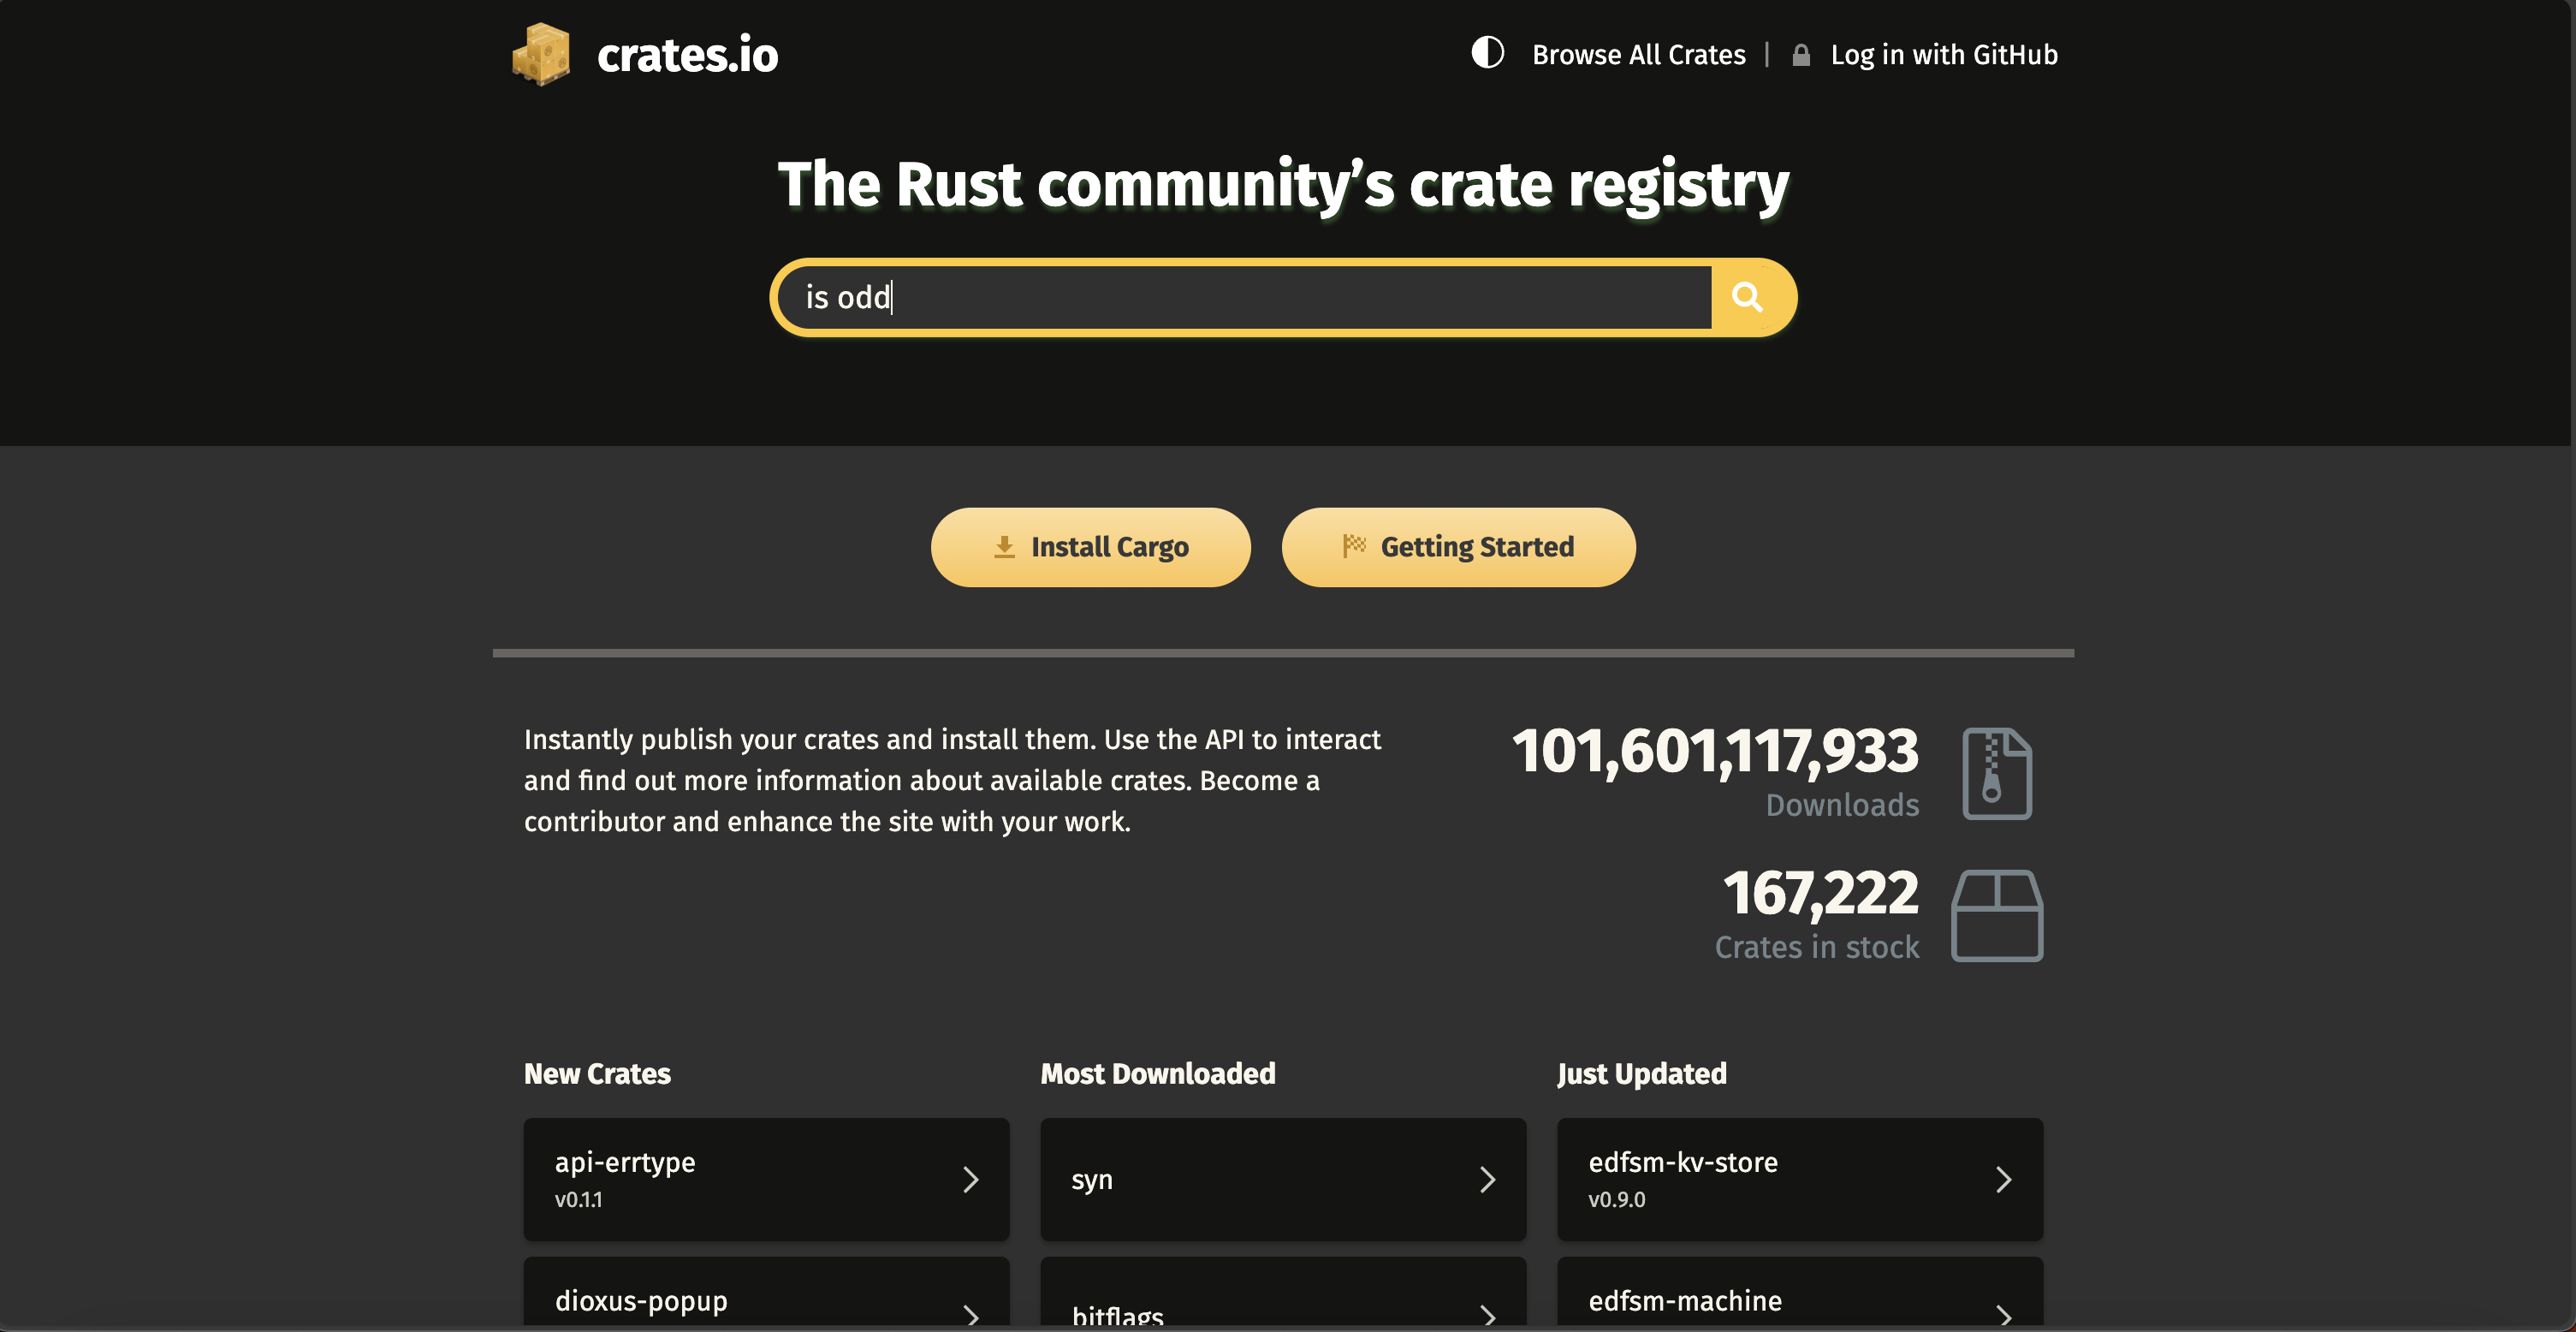 crates.io
Browse All Crates | Log in with GitHub
The Rust community’s crate registry
is odd
Install Cargo
Getting Started
Instantly publish your crates and install them. Use the API to interact
and find out more information about available crates. Become a
contributor and enhance the site with your work.
101,601,117,933
Downloads
167,222
Crates in stock
New Crates
api-errtype
v0.1.1
dioxus-popup
Most Downloaded
syn
bitflags
Just Updated
edfsm-kv-store
v0.9.0
edfsm-machine